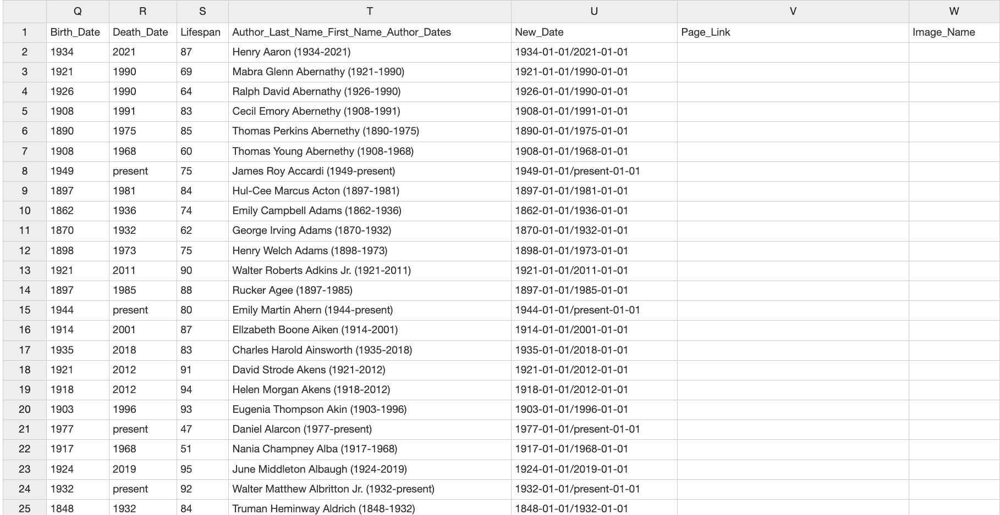 Q R S T U V W
1 Birth_Date Death_Date Lifespan Author_Last_Name_First_Name_Author_Dates New_Date Page_Link Image_Name
2 1934 2021 87 Henry Aaron (1934-2021) 1934-01-01/2021-01-01
3 1921 1990 69 Mabra Glenn Abernathy (1921-1990) 1921-01-01/1990-01-01
4 1926 1990 64 Ralph David Abernathy (1926-1990) 1926-01-01/1990-01-01
5 1908 1991 83 Cecil Emory Abernethy (1908-1991) 1908-01-01/1991-01-01
6 1890 1975 85 Thomas Perkins Abernethy (1890-1975) 1890-01-01/1975-01-01
7 1908 1968 60 Thomas Young Abernethy (1908-1968) 1908-01-01/1968-01-01
8 1949 present 75 James Roy Accardi (1949-present) 1949-01-01/present-01-01
9 1897 1981 84 Hul-Cee Marcus Acton (1897-1981) 1897-01-01/1981-01-01
10 1862 1936 74 Emily Campbell Adams (1862-1936) 1862-01-01/1936-01-01
11 1870 1932 62 George Irving Adams (1870-1932) 1870-01-01/1932-01-01
12 1898 1973 75 Henry Welch Adams (1898-1973) 1898-01-01/1973-01-01
13 1921 2011 90 Walter Roberts Adkins Jr. (1921-2011) 1921-01-01/2011-01-01
14 1897 1985 88 Rucker Agee (1897-1985) 1897-01-01/1985-01-01
15 1944 present 80 Emily Martin Ahern (1944-present) 1944-01-01/present-01-01
16 1914 2001 87 Ellzabeth Boone Aiken (1914-2001) 1914-01-01/2001-01-01
17 1935 2018 83 Charles Harold Ainsworth (1935-2018) 1935-01-01/2018-01-01
18 1921 2012 91 David Strode Akens (1921-2012) 1921-01-01/2012-01-01
19 1918 2012 94 Helen Morgan Akens (1918-2012) 1918-01-01/2012-01-01
20 1903 1996 93 Eugenia Thompson Akin (1903-1996) 1903-01-01/1996-01-01
21 1977 present 47 Daniel Alarcon (1977-present) 1977-01-01/present-01-01
22 1917 1968 51 Nania Champney Alba (1917-1968) 1917-01-01/1968-01-01
23 1924 2019 95 June Middleton Albaugh (1924-2019) 1924-01-01/2019-01-01
24 1932 present 92 Walter Matthew Albritton Jr. (1932-present) 1932-01-01/present-01-01
25 1848 1932 84 Truman Heminway Aldrich (1848-1932) 1848-01-01/1932-01-01